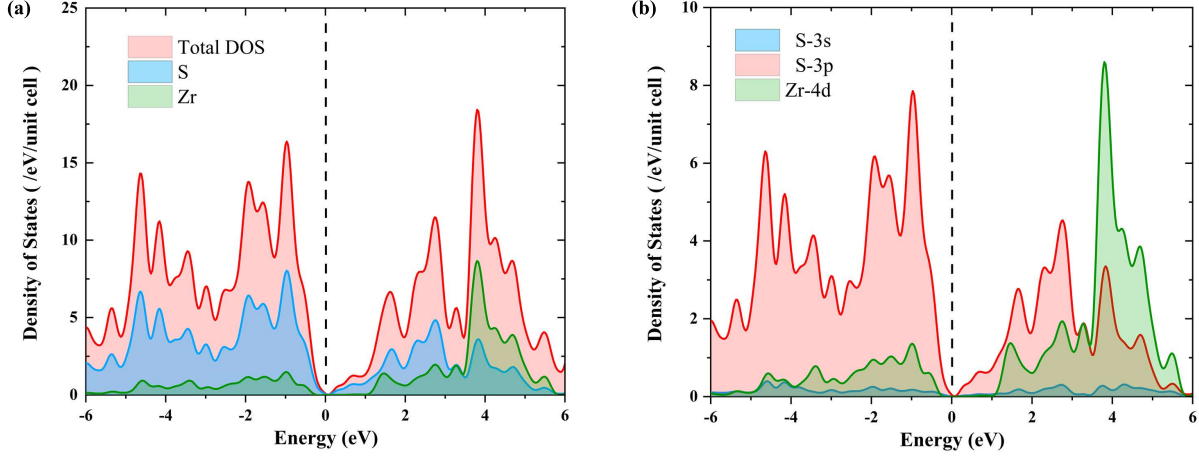 (a)
Density of States ( /eV/unit cell)
25
20
15
10
5
0
Total DOS
S
Zr
-6
-4
-2
0
2
4
6
Energy (eV)
(b)
Density of States ( /eV/unit cell)
10
8
6
4
2
0
S-3s
S-3p
Zr-4d
-6
-4
-2
0
2
4
6
Energy (eV)